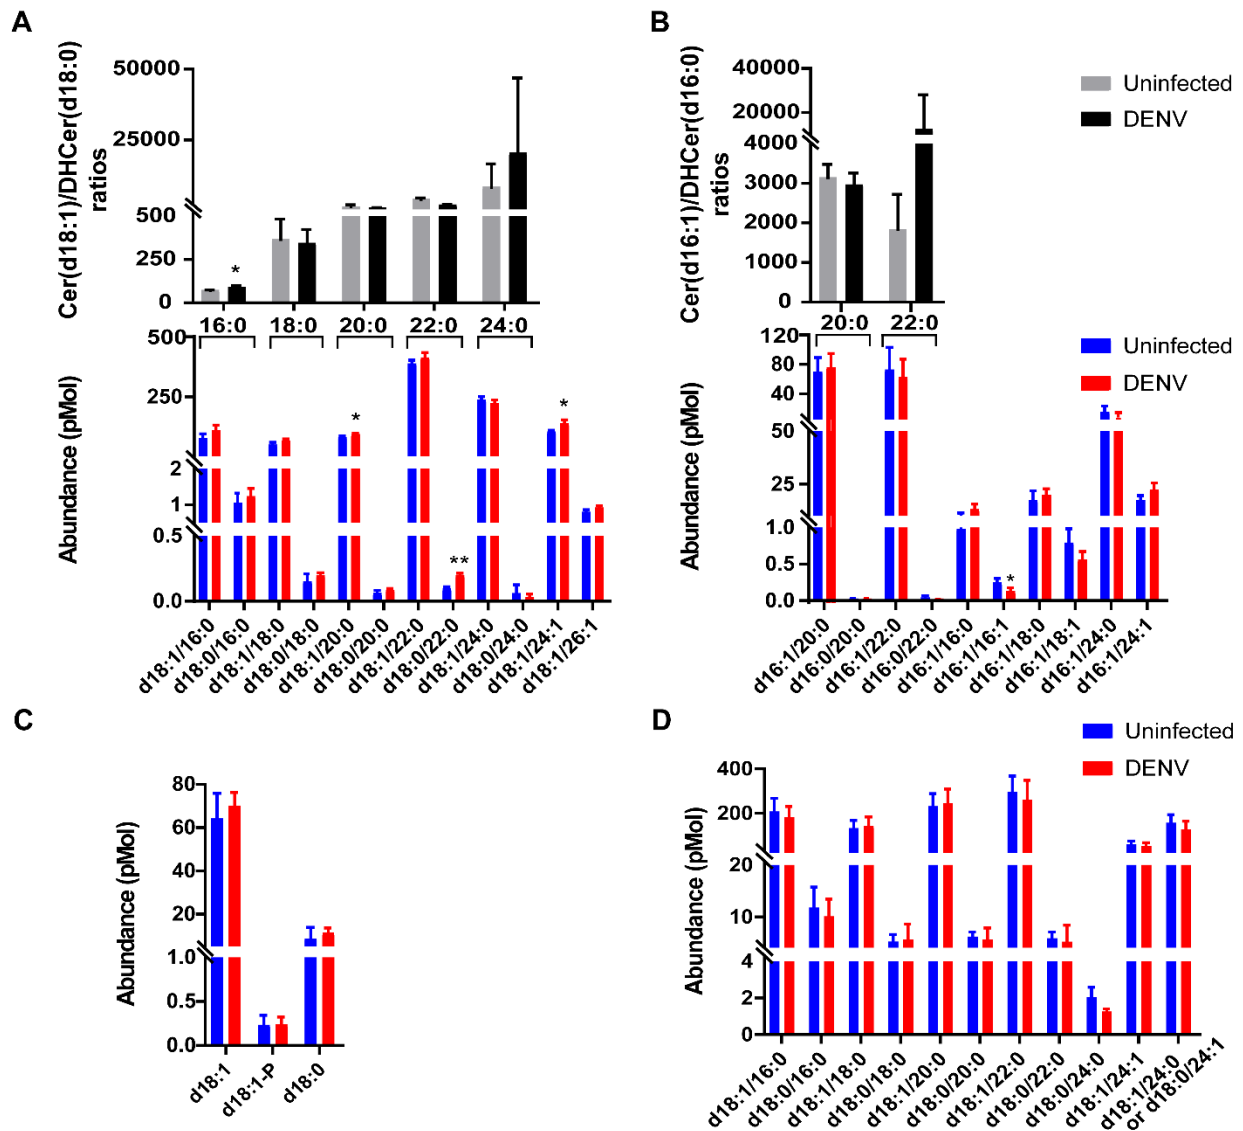 A
Cer(d18:1)/DHCer(d18:0)
ratios
50000
25000
500
250
0
*
16:0
18:0
20:0
22:0
24:0
Abundance (pMol)
500
250
2
1
0.5
0.0
*
**
*
d18:1/16:0
d18:0/16:0
d18:1/18:0
d18:0/18:0
d18:1/20:0
d18:0/20:0
d18:1/22:0
d18:0/22:0
d18:1/24:0
d18:0/24:0
d18:1/24:1
d18:1/26:1
B
Cer(d16:1)/DHCer(d16:0)
ratios
40000
20000
4000
3000
2000
1000
0
20:0
22:0
Uninfected
DENV
Abundance (pMol)
120
80
40
50
25
1.0
0.5
0.0
*
Uninfected
DENV
d16:1/20:0
d16:0/20:0
d16:1/22:0
d16:0/22:0
d16:1/16:0
d16:1/16:1
d16:1/18:0
d16:1/18:1
d16:1/24:0
d16:1/24:1
C
Abundance (pMol)
80
60
40
20
1.0
0.5
0.0
d18:1
d18:1-P
d18:0
D
Uninfected
DENV
Abundance (pMol)
400
200
20
10
4
2
0
d18:1/16:0
d18:0/16:0
d18:1/18:0
d18:0/18:0
d18:1/20:0
d18:0/20:0
d18:1/22:0
d18:0/22:0
d18:0/24:0
d18:1/24:1
d18:1/24:0
or d18:0/24:1